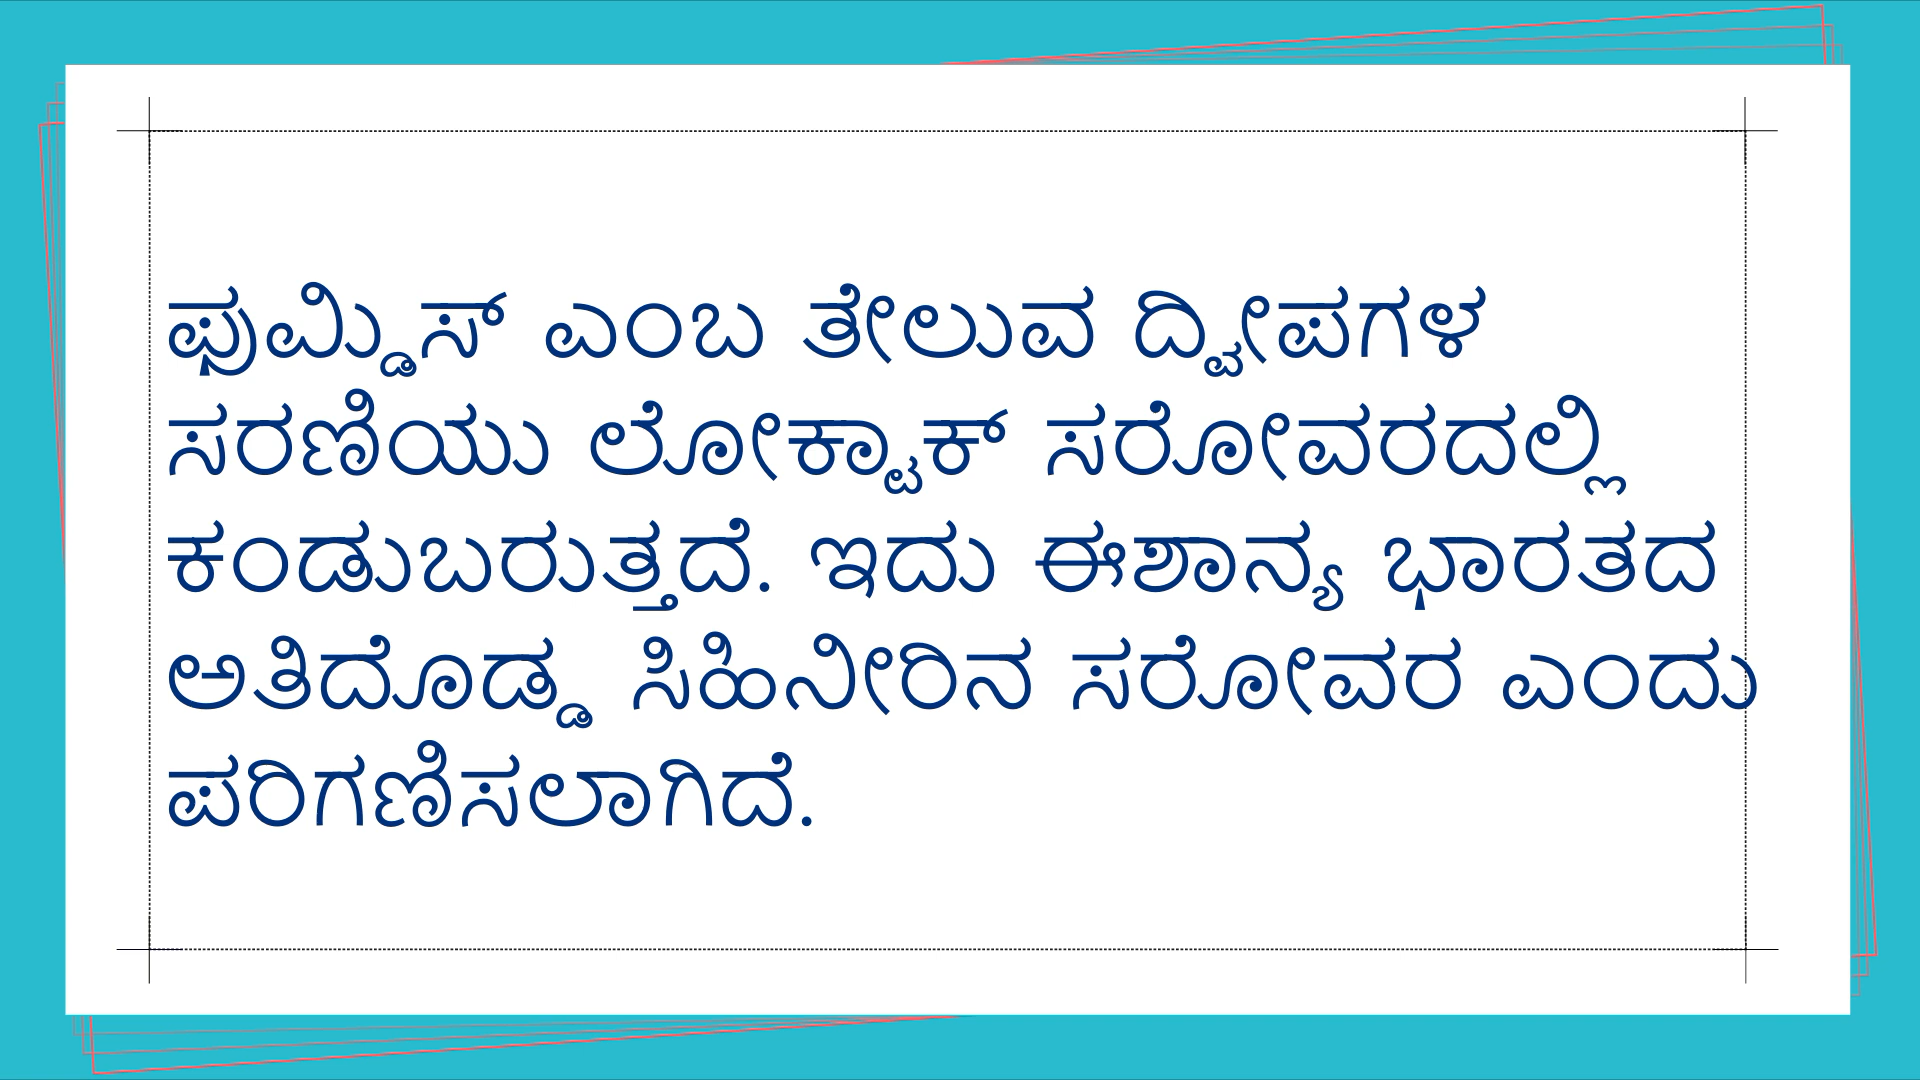 ಫುಮ್ಡಿಸ್ ಎಂಬ ತೇಲುವ ದ್ವೀಪಗಳ
ಸರಣಿಯು ಲೋಕ್ಟಾಕ್ ಸರೋವರದಲ್ಲಿ
ಕಂಡುಬರುತ್ತದೆ. ಇದು ಈಶಾನ್ಯ ಭಾರತದ
ಅತಿದೊಡ್ಡ ಸಿಹಿನೀರಿನ ಸರೋವರ ಎಂದು
ಪರಿಗಣಿಸಲಾಗಿದೆ.